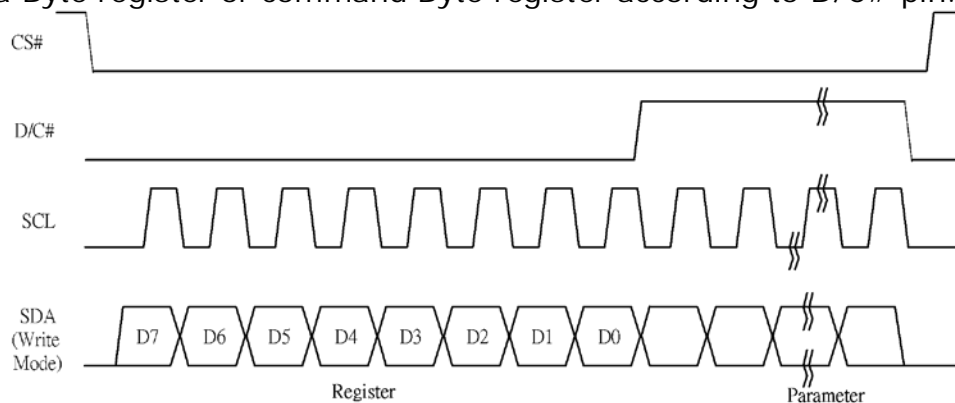 a Byte register or command Byte register according to D/C# pin.
CS#
D/C#
SCL
SDA
(Write
Mode)
D7 D6 D5 D4 D3 D2 D1 D0
Register
Parameter